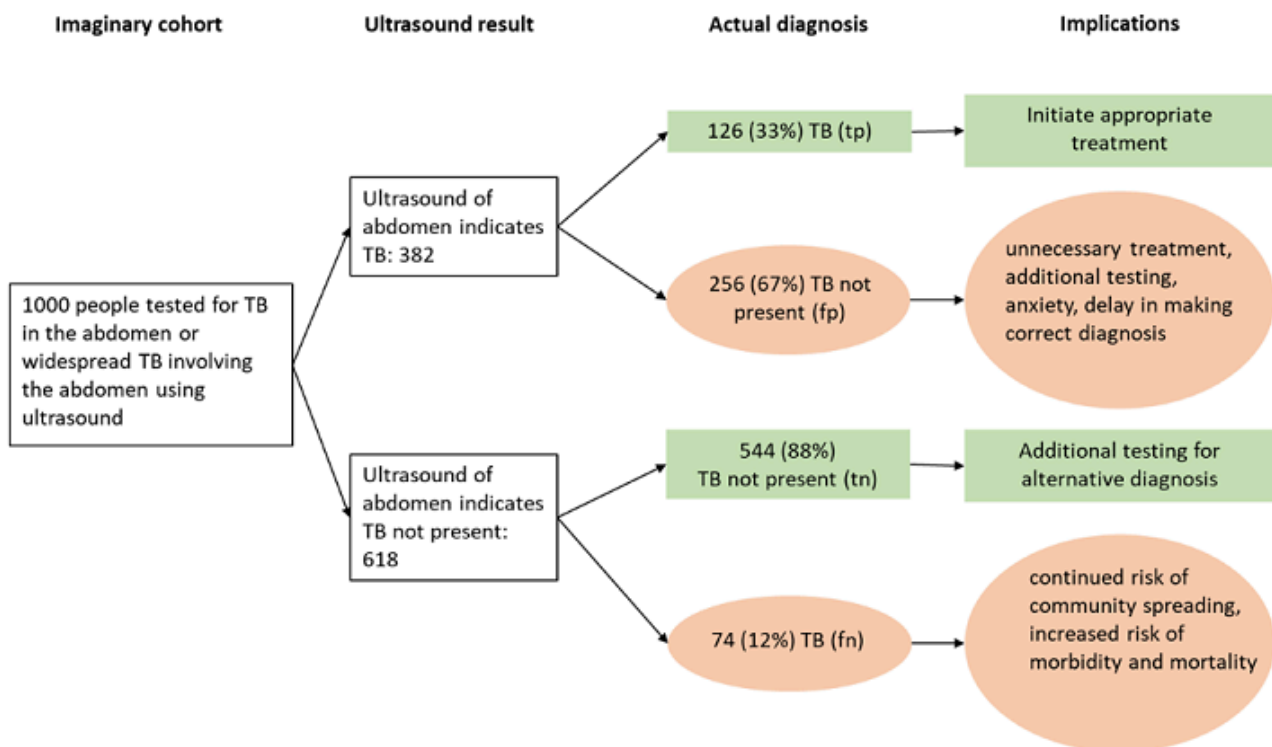 Imaginary cohort
Ultrasound result
Actual diagnosis
Implications
1000 people tested for TB
in the abdomen or
widespread TB involving
the abdomen using
ultrasound
Ultrasound of
abdomen indicates
TB: 382
126 (33%) TB (tp)
Initiate appropriate
treatment
256 (67%) TB not
present (fp)
unnecessary treatment,
additional testing,
anxiety, delay in making
correct diagnosis
Ultrasound of
abdomen indicates
TB not present:
618
544 (88%)
TB not present (tn)
Additional testing for
alternative diagnosis
74 (12%) TB (fn)
continued risk of
community spreading,
increased risk of
morbidity and mortality